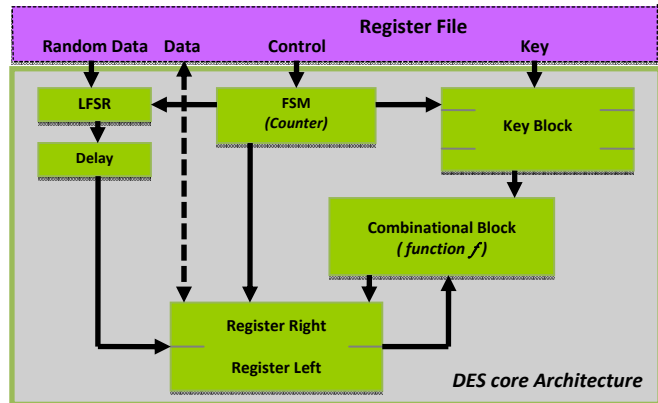 Register File
Random Data Data Control Key
LFSR
FSM
(Counter)
Key Block
Delay
Combinational Block
( function f )
Register Right
Register Left
DES core Architecture